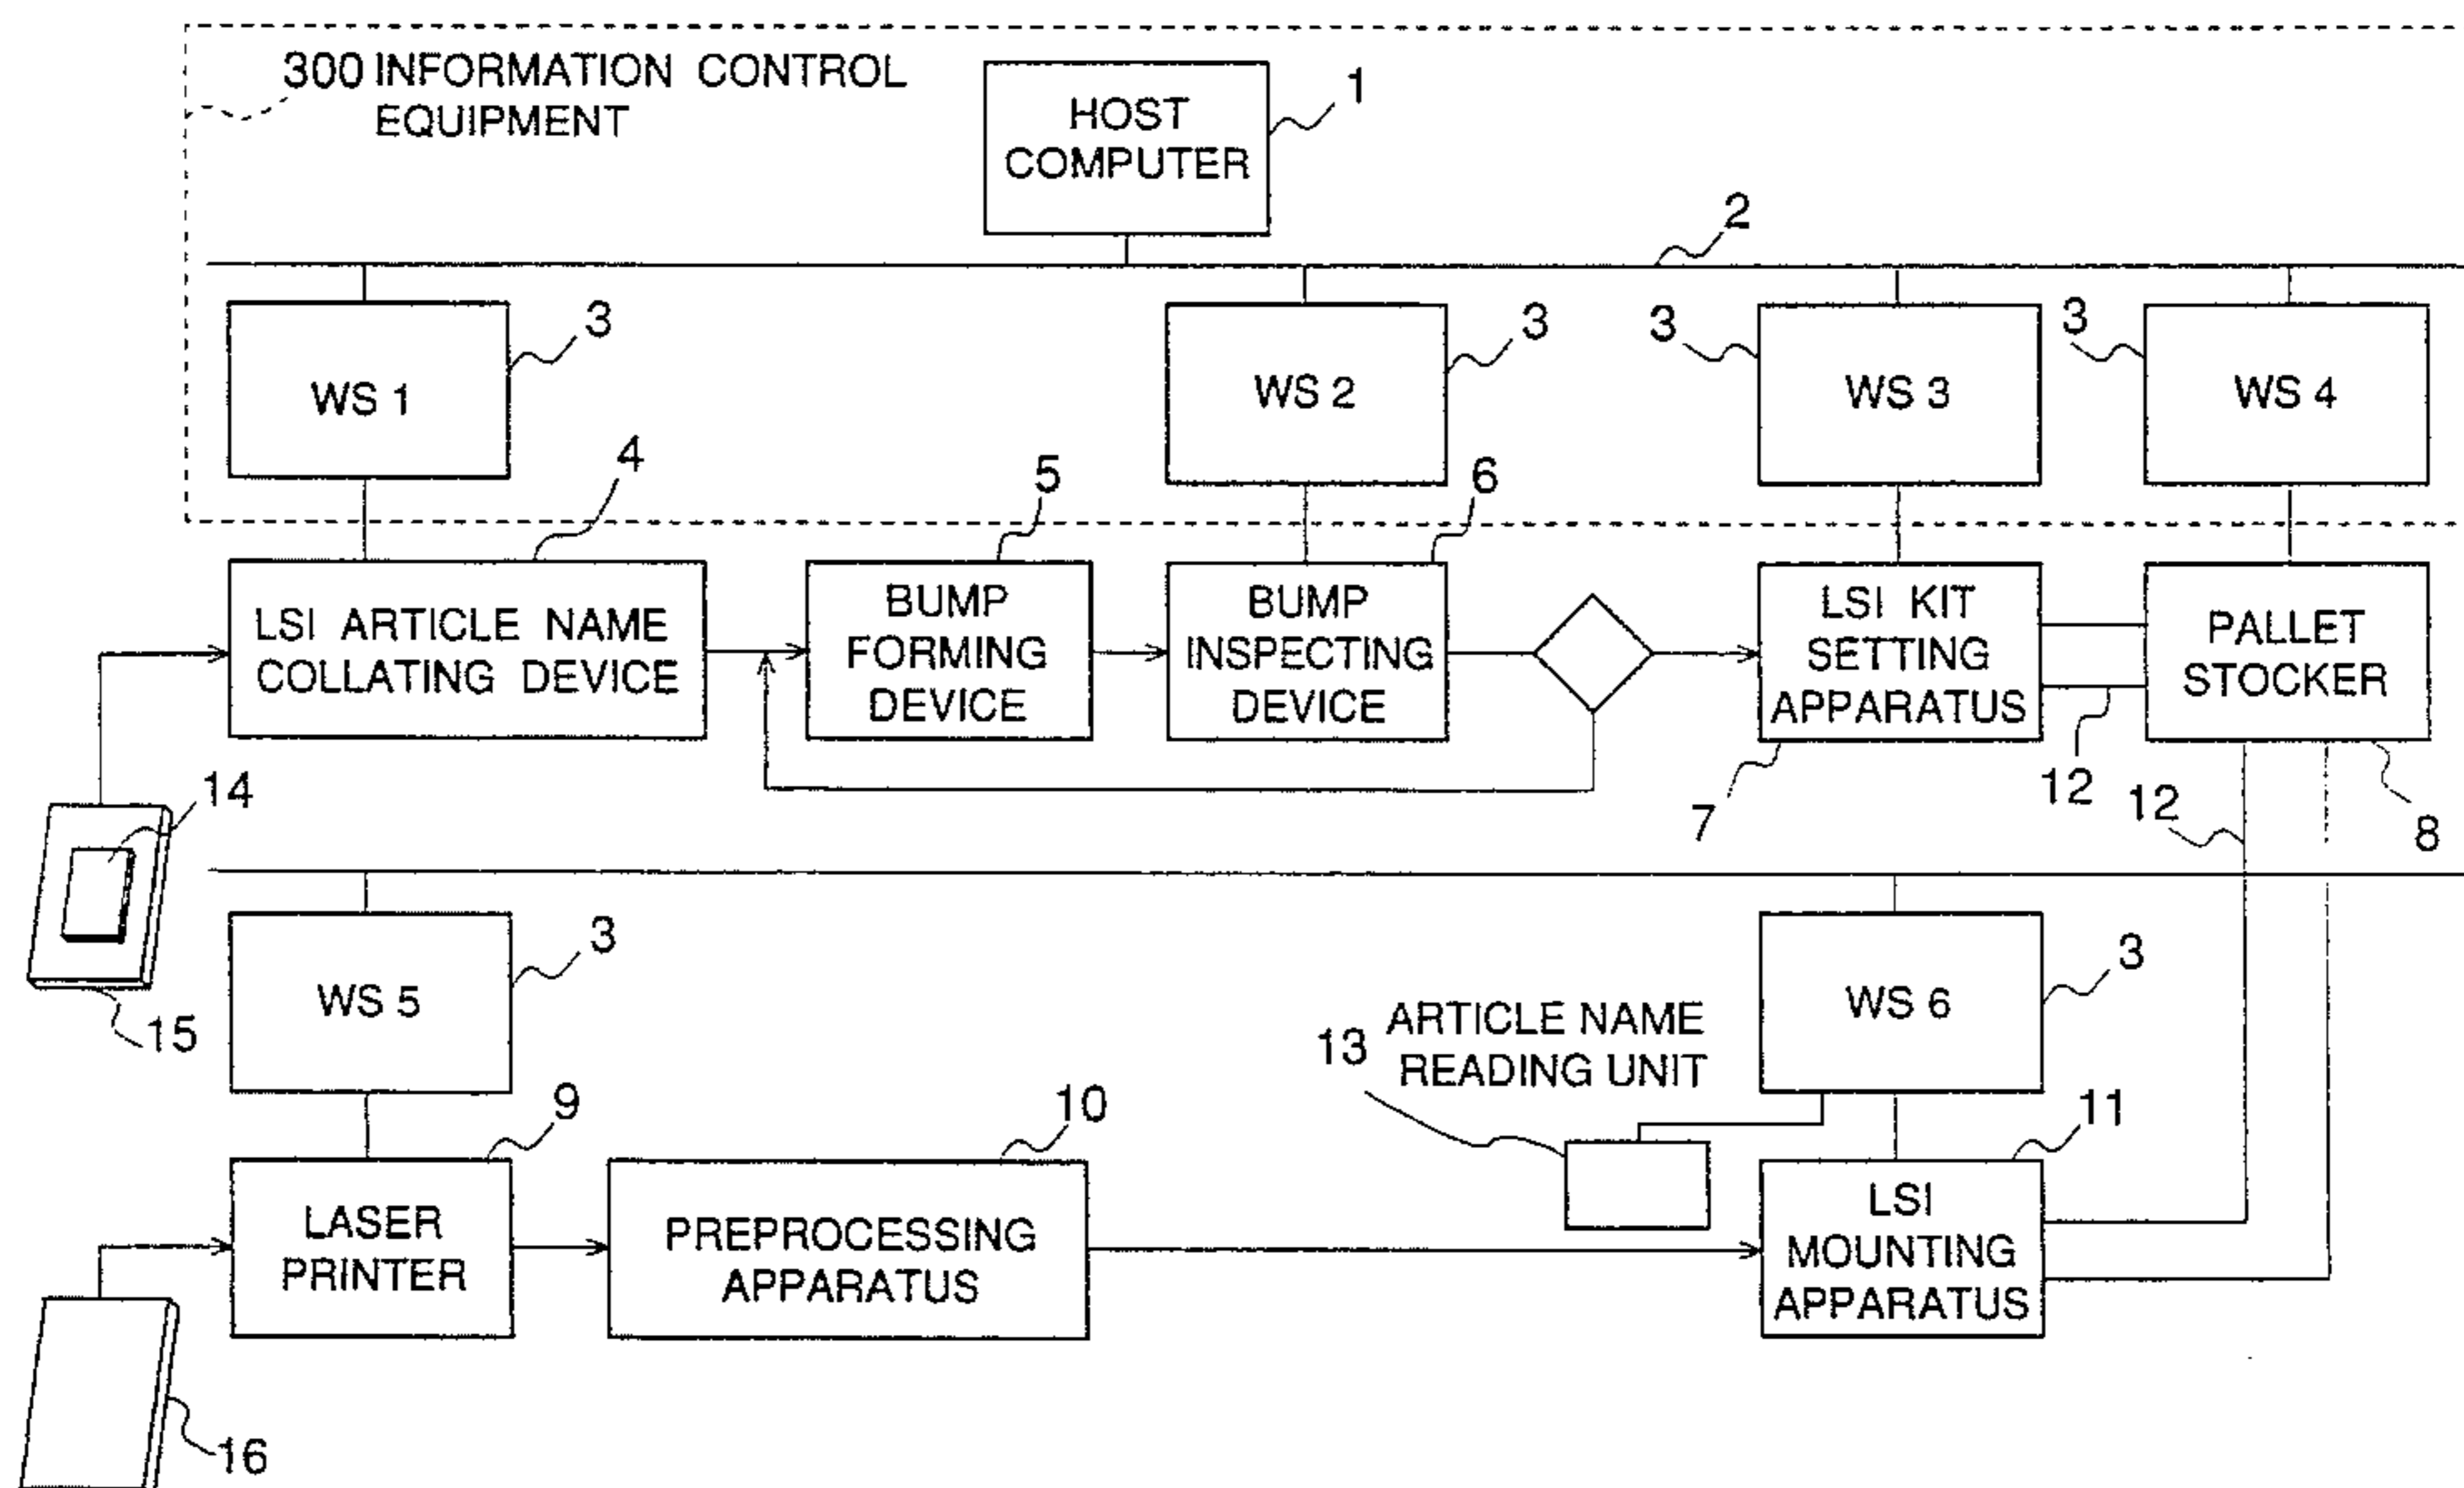 300 INFORMATION CONTROL
EQUIPMENT
HOST
COMPUTER
1
2
WS 1
3
WS 2
3
3
WS 3
3
WS 4
4
5
6
LSI ARTICLE NAME
COLLATING DEVICE
BUMP
FORMING
DEVICE
BUMP
INSPECTING
DEVICE
LSI KIT
SETTING
APPARATUS
PALLET
STOCKER
14
7
12
12
8
15
WS 5
3
13 ARTICLE NAME
READING UNIT
WS 6
3
9
10
11
LASER
PRINTER
PREPROCESSING
APPARATUS
LSI
MOUNTING
APPARATUS
16